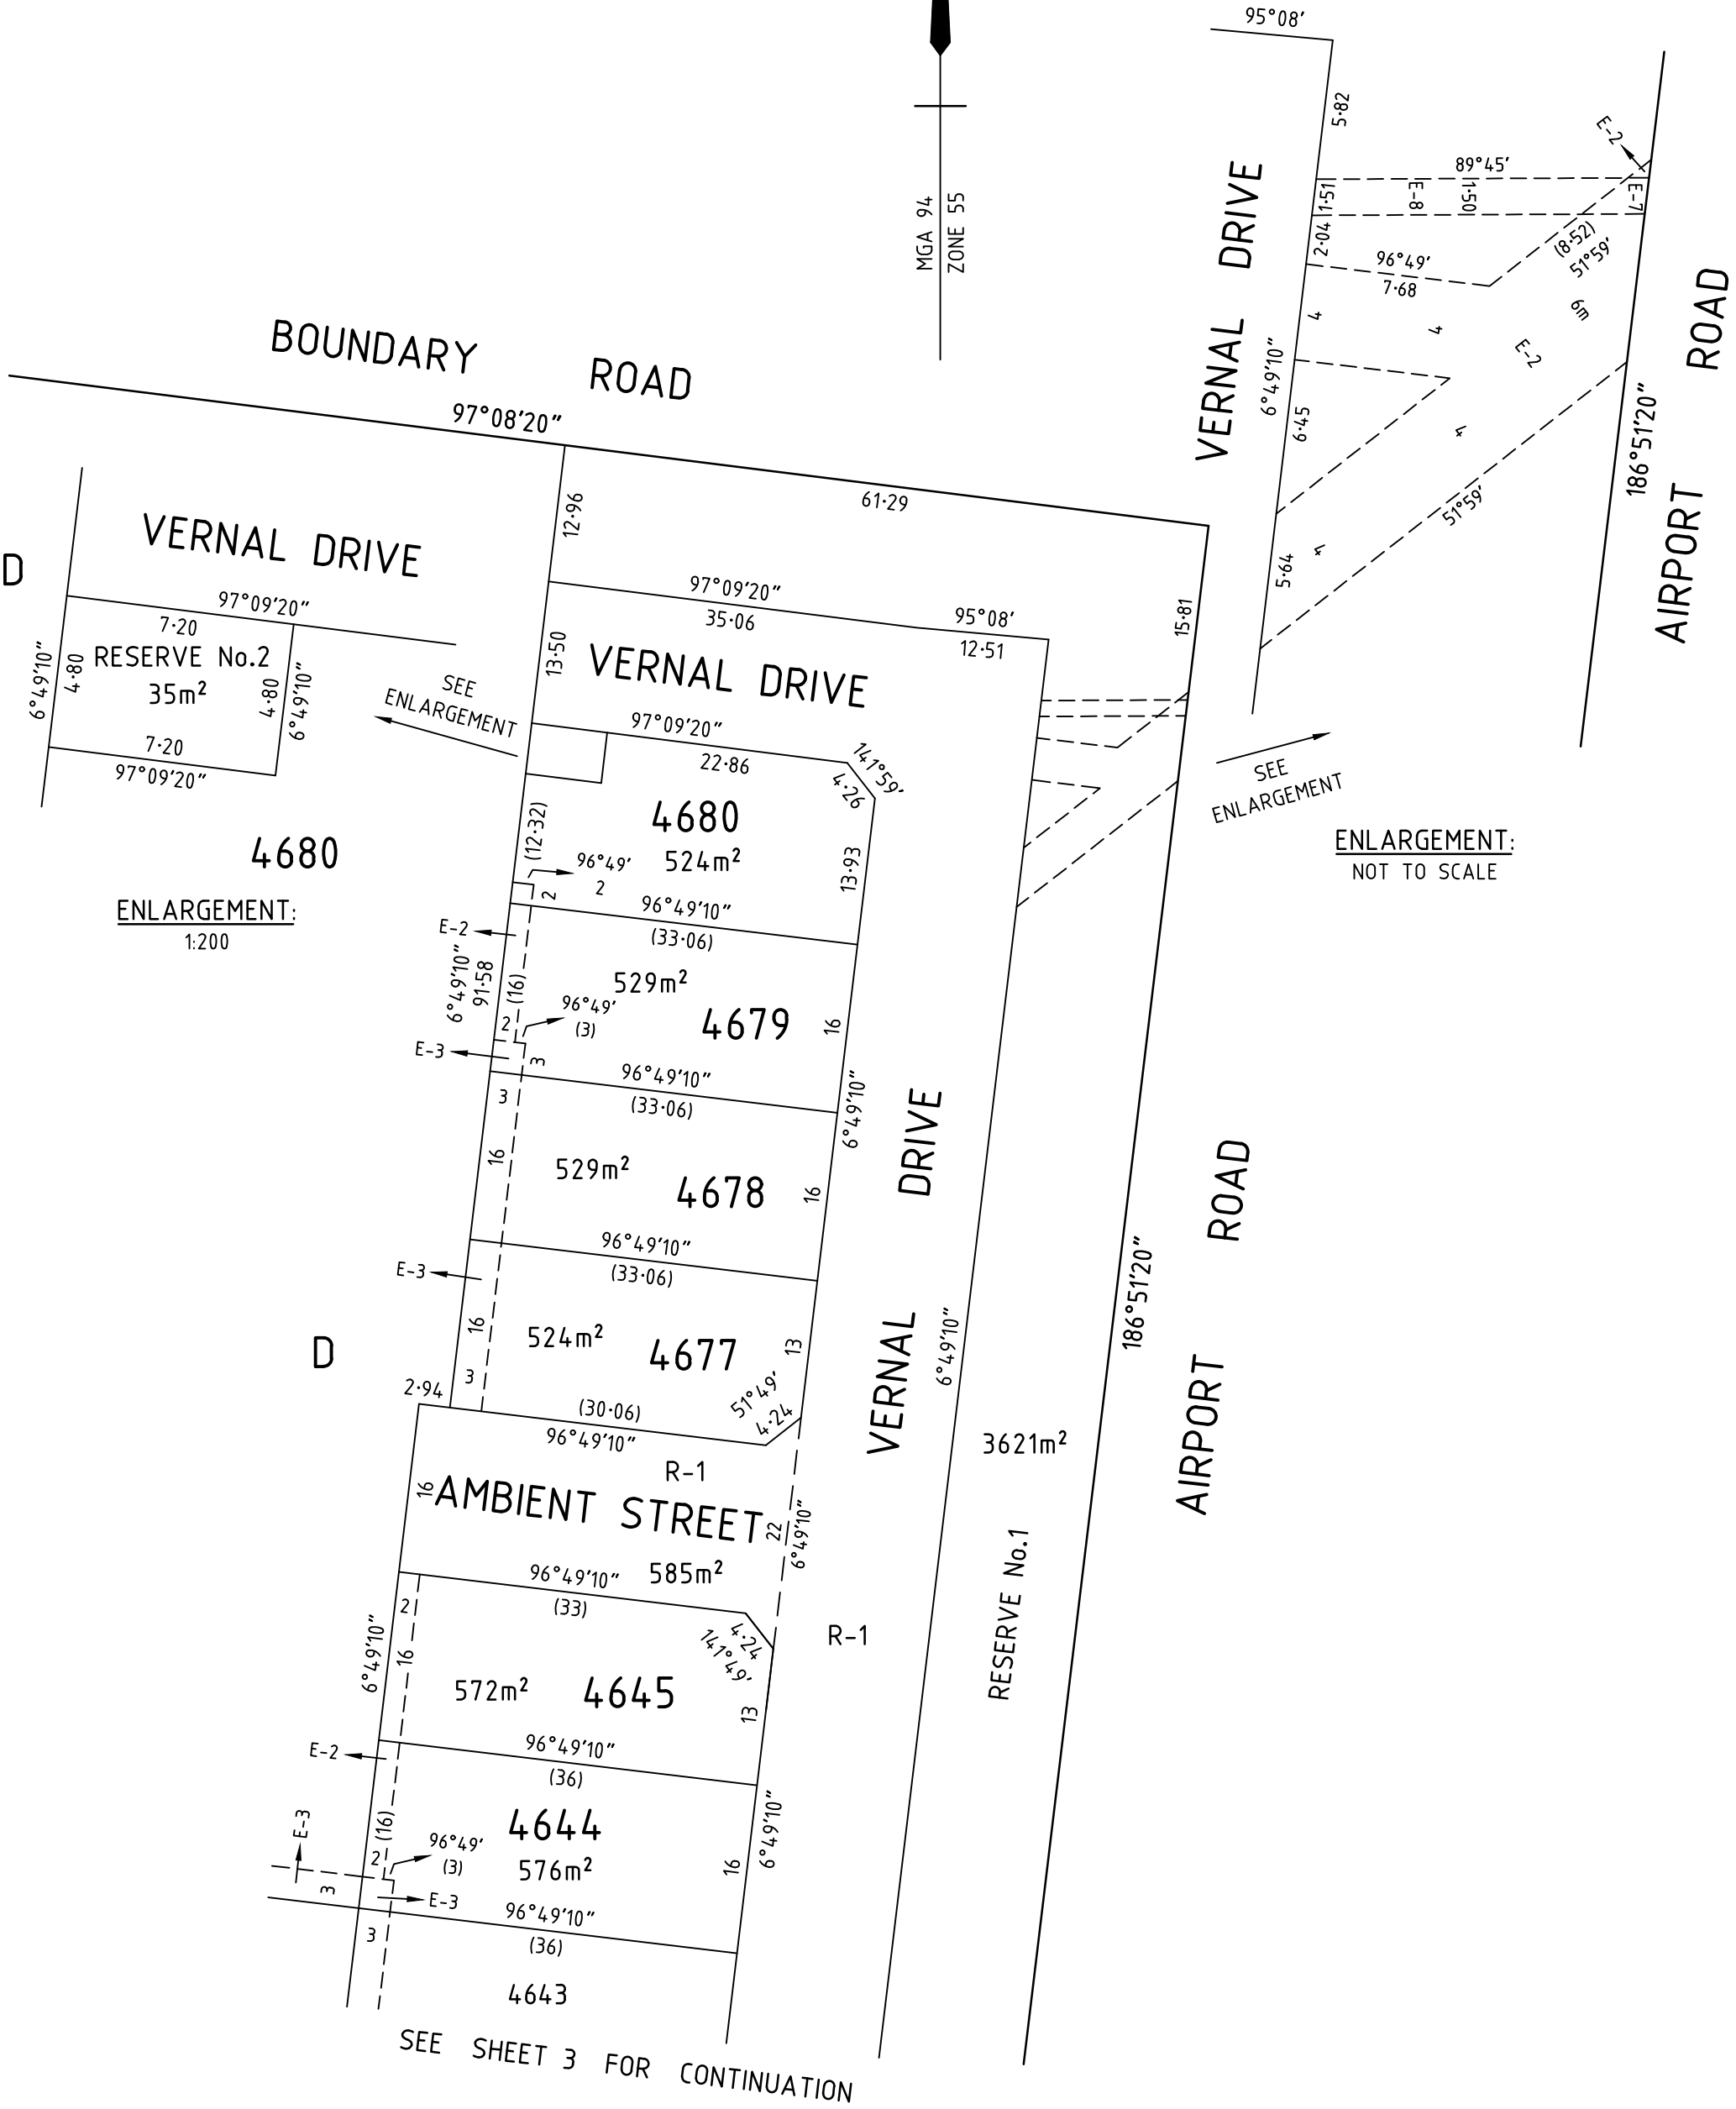 95°08'
5·82
E-2
89°45'
1·51
E-8
1·50
E-7
2·04
(8·52)
51°59'
96°49'
7·68
6m
4
4
E-2
6°49'10"
6·45
4
51°59'
4
5·64
186°51'20"
VERNAL DRIVE
AIRPORT ROAD
MGA 94
ZONE 55
BOUNDARY ROAD
97°08'20"
61·29
12·96
15·81
VERNAL DRIVE
D
97°09'20"
7·20
RESERVE No.2
35m²
6°49'10"
4·80
4·80
6°49'10"
7·20
97°09'20"
4680
ENLARGEMENT:
1:200
SEE
ENLARGEMENT
97°09'20"
35·06
95°08'
12·51
13·50
VERNAL DRIVE
97°09'20"
22·86
141°59'
4·26
4680
524m²
(12·32)
96°49'
2
2
13·93
SEE
ENLARGEMENT
ENLARGEMENT:
NOT TO SCALE
96°49'10"
(33·06)
E-2
6°49'10"
91·58
(16)
529m²
96°49'
(3)
4679
16
2
E-3
3
96°49'10"
(33·06)
3
6°49'10"
16
529m²
4678
16
96°49'10"
(33·06)
E-3
16
524m²
4677
13
3
51°49'
4·24
D
2·94
(30·06)
96°49'10"
VERNAL DRIVE
6°49'10"
186°51'20"
AIRPORT ROAD
3621m²
RESERVE No.1
R-1
16
AMBIENT STREET
22
6°49'10"
585m²
96°49'10"
(33)
2
4·24
141°49'
R-1
6°49'10"
16
572m²
4645
13
96°49'10"
(36)
E-2
6°49'10"
4644
576m²
(16)
96°49'
(3)
2
16
E-3
3
E-3
96°49'10"
(36)
3
4643
SEE SHEET 3 FOR CONTINUATION